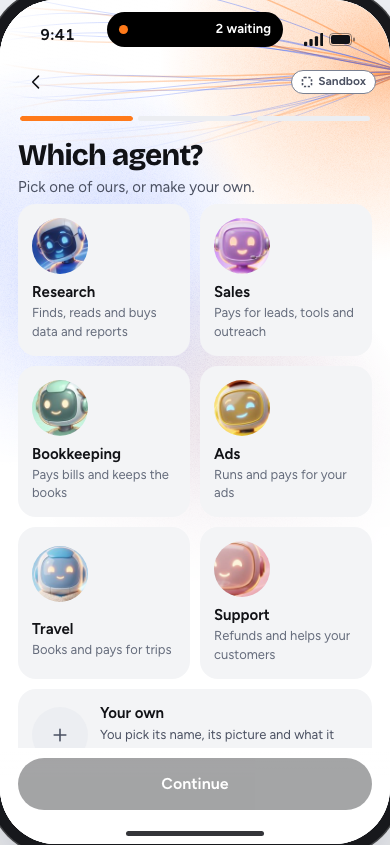 9:41
2 waiting
Sandbox
Which agent?
Pick one of ours, or make your own.
Research
Finds, reads and buys
data and reports
Sales
Pays for leads, tools and
outreach
Bookkeeping
Pays bills and keeps the
books
Ads
Runs and pays for your
ads
Travel
Books and pays for trips
Support
Refunds and helps your
customers
Your own
You pick its name, its picture and what it
Continue